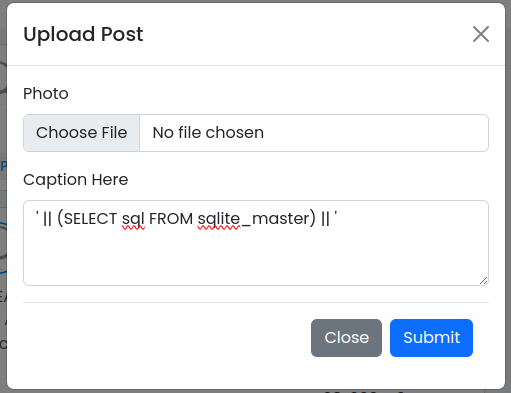 Upload Post
Photo
Choose File No file chosen
Caption Here
' || (SELECT sql FROM sqlite_master) || '
Close Submit